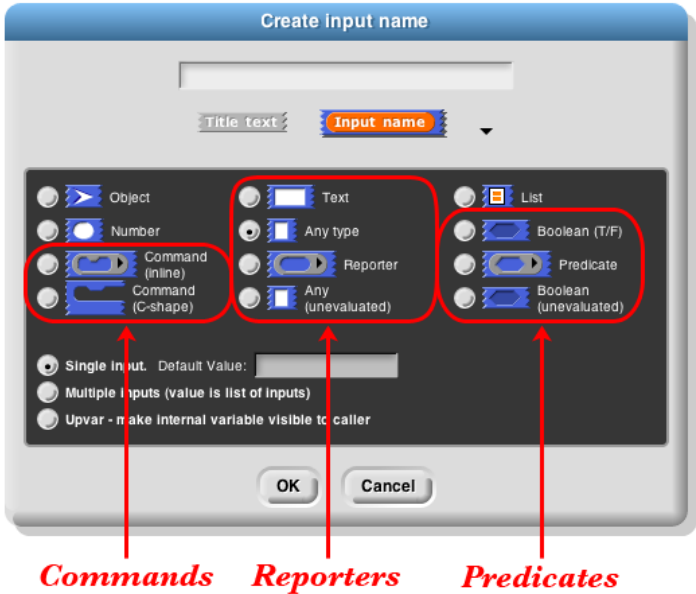 Create input name
Title text Input name
Object Text List
Number Any type Boolean (T/F)
Command Reporter Predicate
(inline)
Command Any Boolean
(C-shape) (unevaluated) (unevaluated)
Single input. Default Value:
Multiple inputs (value is list of inputs)
Upvar - make internal variable visible to caller
OK Cancel
Commands Reporters Predicates